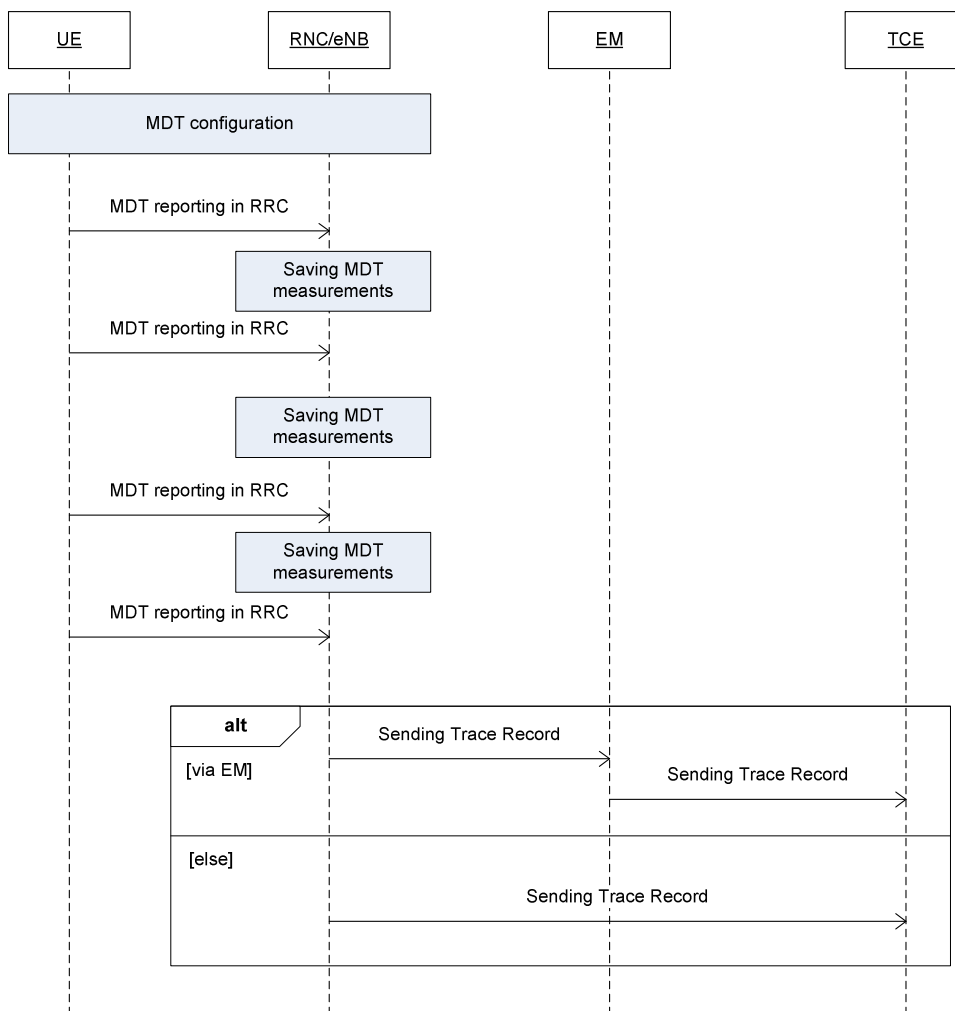 UE
RNC/eNB
EM
TCE
MDT configuration
MDT reporting in RRC
Saving MDT
measurements
MDT reporting in RRC
Saving MDT
measurements
MDT reporting in RRC
Saving MDT
measurements
MDT reporting in RRC
alt
Sending Trace Record
[via EM]
Sending Trace Record
[else]
Sending Trace Record